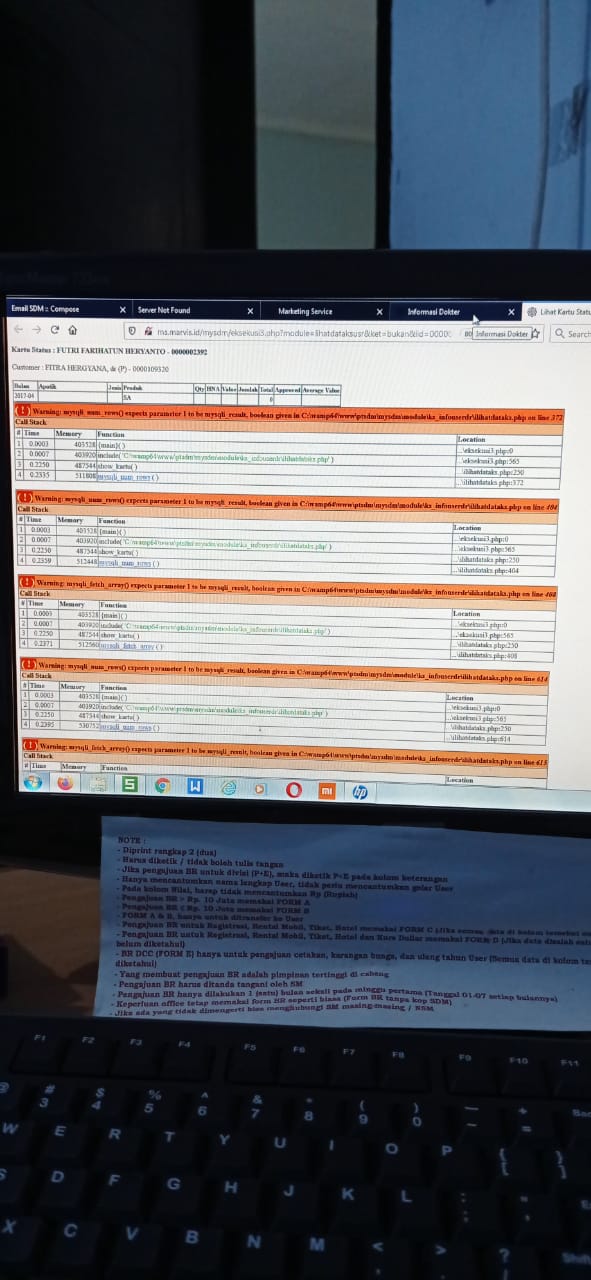 Email SDM :: Compose
Server Not Found
Marketing Service
Informasi Dokter
Lihat Kartu Statu
ms.marvis.id/mysdm/eksekusi3.php?module=lihatdataksusr&ket=bukan&iid=0000
80
Informasi Dokter
Search
Kartu Status : FUTRI FARIHATUN HERYANTO - 0000002392
Customer : FITRA HERGYANA, dr (P) - 0000109320
Bulan Apotik Jenis Produk Qty HNA Value Jumlah Total Approved Average Value
2017-04 SA 0
( ! ) Warning: mysqli_num_rows() expects parameter 1 to be mysqli_result, boolean given in C:\wamp64\www\ptsdm\mysdm\module\ks_infouserdr\lihatdataks.php on line 372
Call Stack
# Time Memory Function Location
1 0.0003 403528 {main}( ) ...\eksekusi3.php:0
2 0.0007 403920 include( 'C:\wamp64\www\ptsdm\mysdm\module\ks_infouserdr\lihatdataks.php' ) ...\eksekusi3.php:565
3 0.2250 487544 show_kartu( ) ...\lihatdataks.php:250
4 0.2335 511808 mysqli_num_rows ( ) ...\lihatdataks.php:372
( ! ) Warning: mysqli_num_rows() expects parameter 1 to be mysqli_result, boolean given in C:\wamp64\www\ptsdm\mysdm\module\ks_infouserdr\lihatdataks.php on line 404
Call Stack
# Time Memory Function Location
1 0.0003 403528 {main}( ) ...\eksekusi3.php:0
2 0.0007 403920 include( 'C:\wamp64\www\ptsdm\mysdm\module\ks_infouserdr\lihatdataks.php' ) ...\eksekusi3.php:565
3 0.2250 487544 show_kartu( ) ...\lihatdataks.php:250
4 0.2359 512448 mysqli_num_rows ( ) ...\lihatdataks.php:404
( ! ) Warning: mysqli_fetch_array() expects parameter 1 to be mysqli_result, boolean given in C:\wamp64\www\ptsdm\mysdm\module\ks_infouserdr\lihatdataks.php on line 408
Call Stack
# Time Memory Function Location
1 0.0003 403528 {main}( ) ...\eksekusi3.php:0
2 0.0007 403920 include( 'C:\wamp64\www\ptsdm\mysdm\module\ks_infouserdr\lihatdataks.php' ) ...\eksekusi3.php:565
3 0.2250 487544 show_kartu( ) ...\lihatdataks.php:250
4 0.2371 512560 mysqli_fetch_array ( ) ...\lihatdataks.php:408
( ! ) Warning: mysqli_num_rows() expects parameter 1 to be mysqli_result, boolean given in C:\wamp64\www\ptsdm\mysdm\module\ks_infouserdr\lihatdataks.php on line 614
Call Stack
# Time Memory Function Location
1 0.0003 403528 {main}( ) ...\eksekusi3.php:0
2 0.0007 403920 include( 'C:\wamp64\www\ptsdm\mysdm\module\ks_infouserdr\lihatdataks.php' ) ...\eksekusi3.php:565
3 0.2250 487544 show_kartu( ) ...\lihatdataks.php:250
4 0.2395 530752 mysqli_num_rows ( ) ...\lihatdataks.php:614
( ! ) Warning: mysqli_fetch_array() expects parameter 1 to be mysqli_result, boolean given in C:\wamp64\www\ptsdm\mysdm\module\ks_infouserdr\lihatdataks.php on line 615
Call Stack
# Time Memory Function Location
S W mi hp
NOTE :
- Diprint rangkap 2 (dua)
- Harus diketik / tidak boleh tulis tangan
- Jika pengajuan BR untuk divisi (P+E), maka diketik P+E pada kolom keterangan
- Hanya mencantumkan nama lengkap User, tidak perlu mencantumkan gelar User
- Pada kolom Nilai, harap tidak mencantumkan Rp (Rupiah)
- Pengajuan BR > Rp. 10 Juta memakai FORM A
- Pengajuan BR < Rp. 10 Juta memakai FORM B
- FORM A & B, hanya untuk ditransfer ke User
- Pengajuan BR untuk Registrasi, Rental Mobil, Tiket, Hotel memakai FORM C (Jika semua data di kolom tersebut
- Pengajuan BR untuk Registrasi, Rental Mobil, Tiket, Hotel dan Kurs Dollar memakai FORM D (Jika data
belum diketahui)
- BR DCC (FORM E) hanya untuk pengajuan cetakan, karangan bunga, dan ulang tahun User (Semua data di kolom
diketahui)
- Yang membuat pengajuan BR adalah pimpinan tertinggi di cabang
- Pengajuan BR harus ditanda tangani oleh SM
- Pengajuan BR hanya dilakukan 1 (satu) bulan sekali pada minggu pertama (Tanggal 01-07 setiap bulannya)
- Keperluan office tetap memakai form BR seperti biasa (Form BR tanpa kop SDM)
- Jika ada yang tidak dimengerti bisa menghubungi SM masing-masing / NSM
F1 F2 F3 F4 F5 F6 F7 F8 F9 F10 F11
@ # $ % ^ & * ( ) _ +
3 4 5 6 7 8 9 0 - =
W E R T Y U I O P { }
S D F G H J K L : ;
X C V B N M < > ?